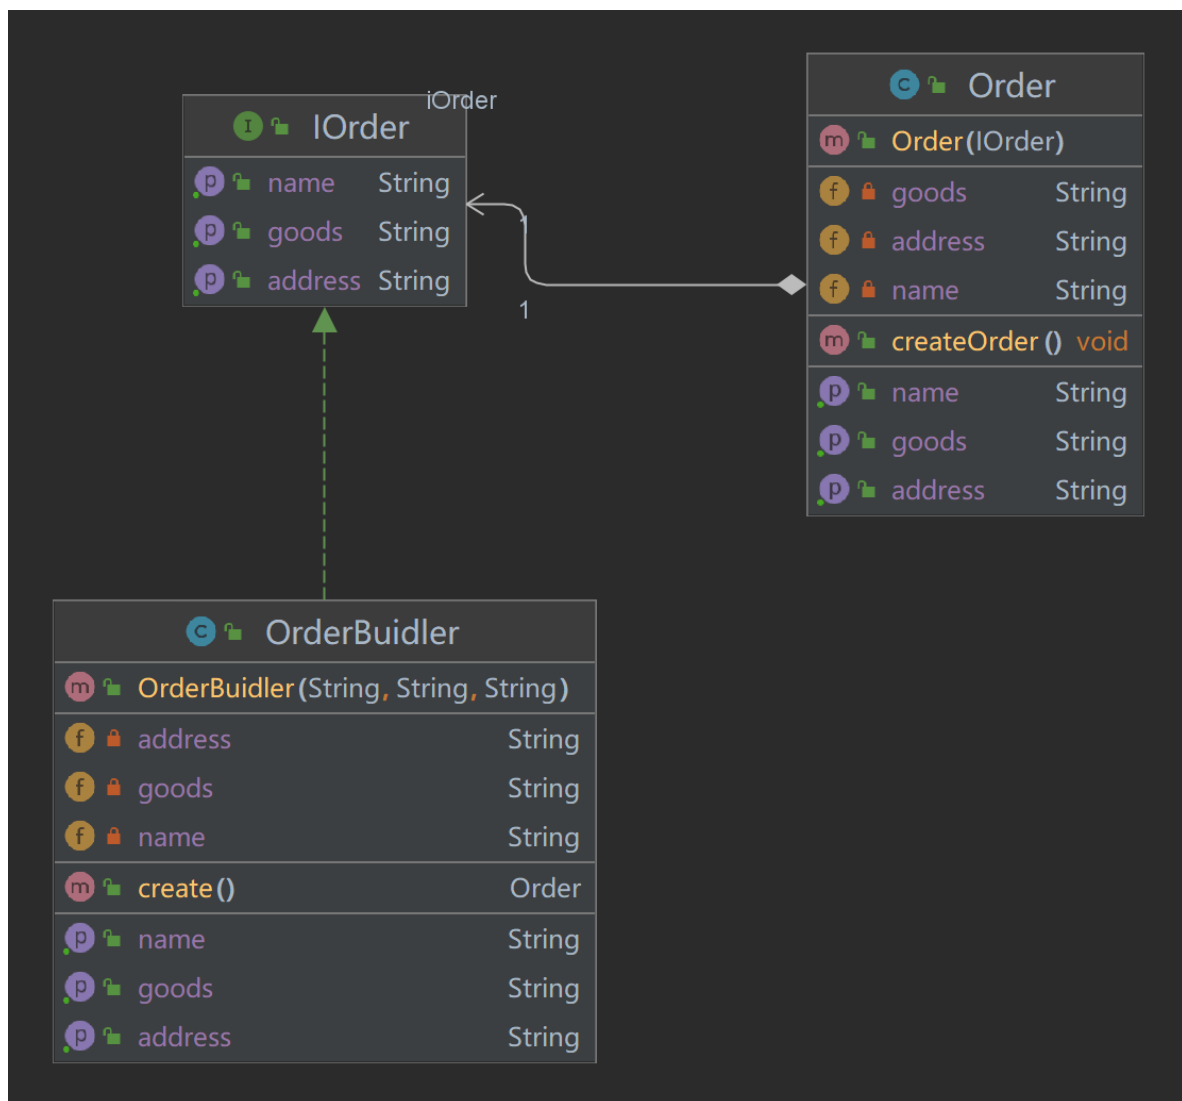 iOrder
IOrder
name String
goods String
address String
1
1
Order
Order(IOrder)
goods String
address String
name String
createOrder() void
name String
goods String
address String
OrderBuidler
OrderBuidler(String, String, String)
address String
goods String
name String
create() Order
name String
goods String
address String